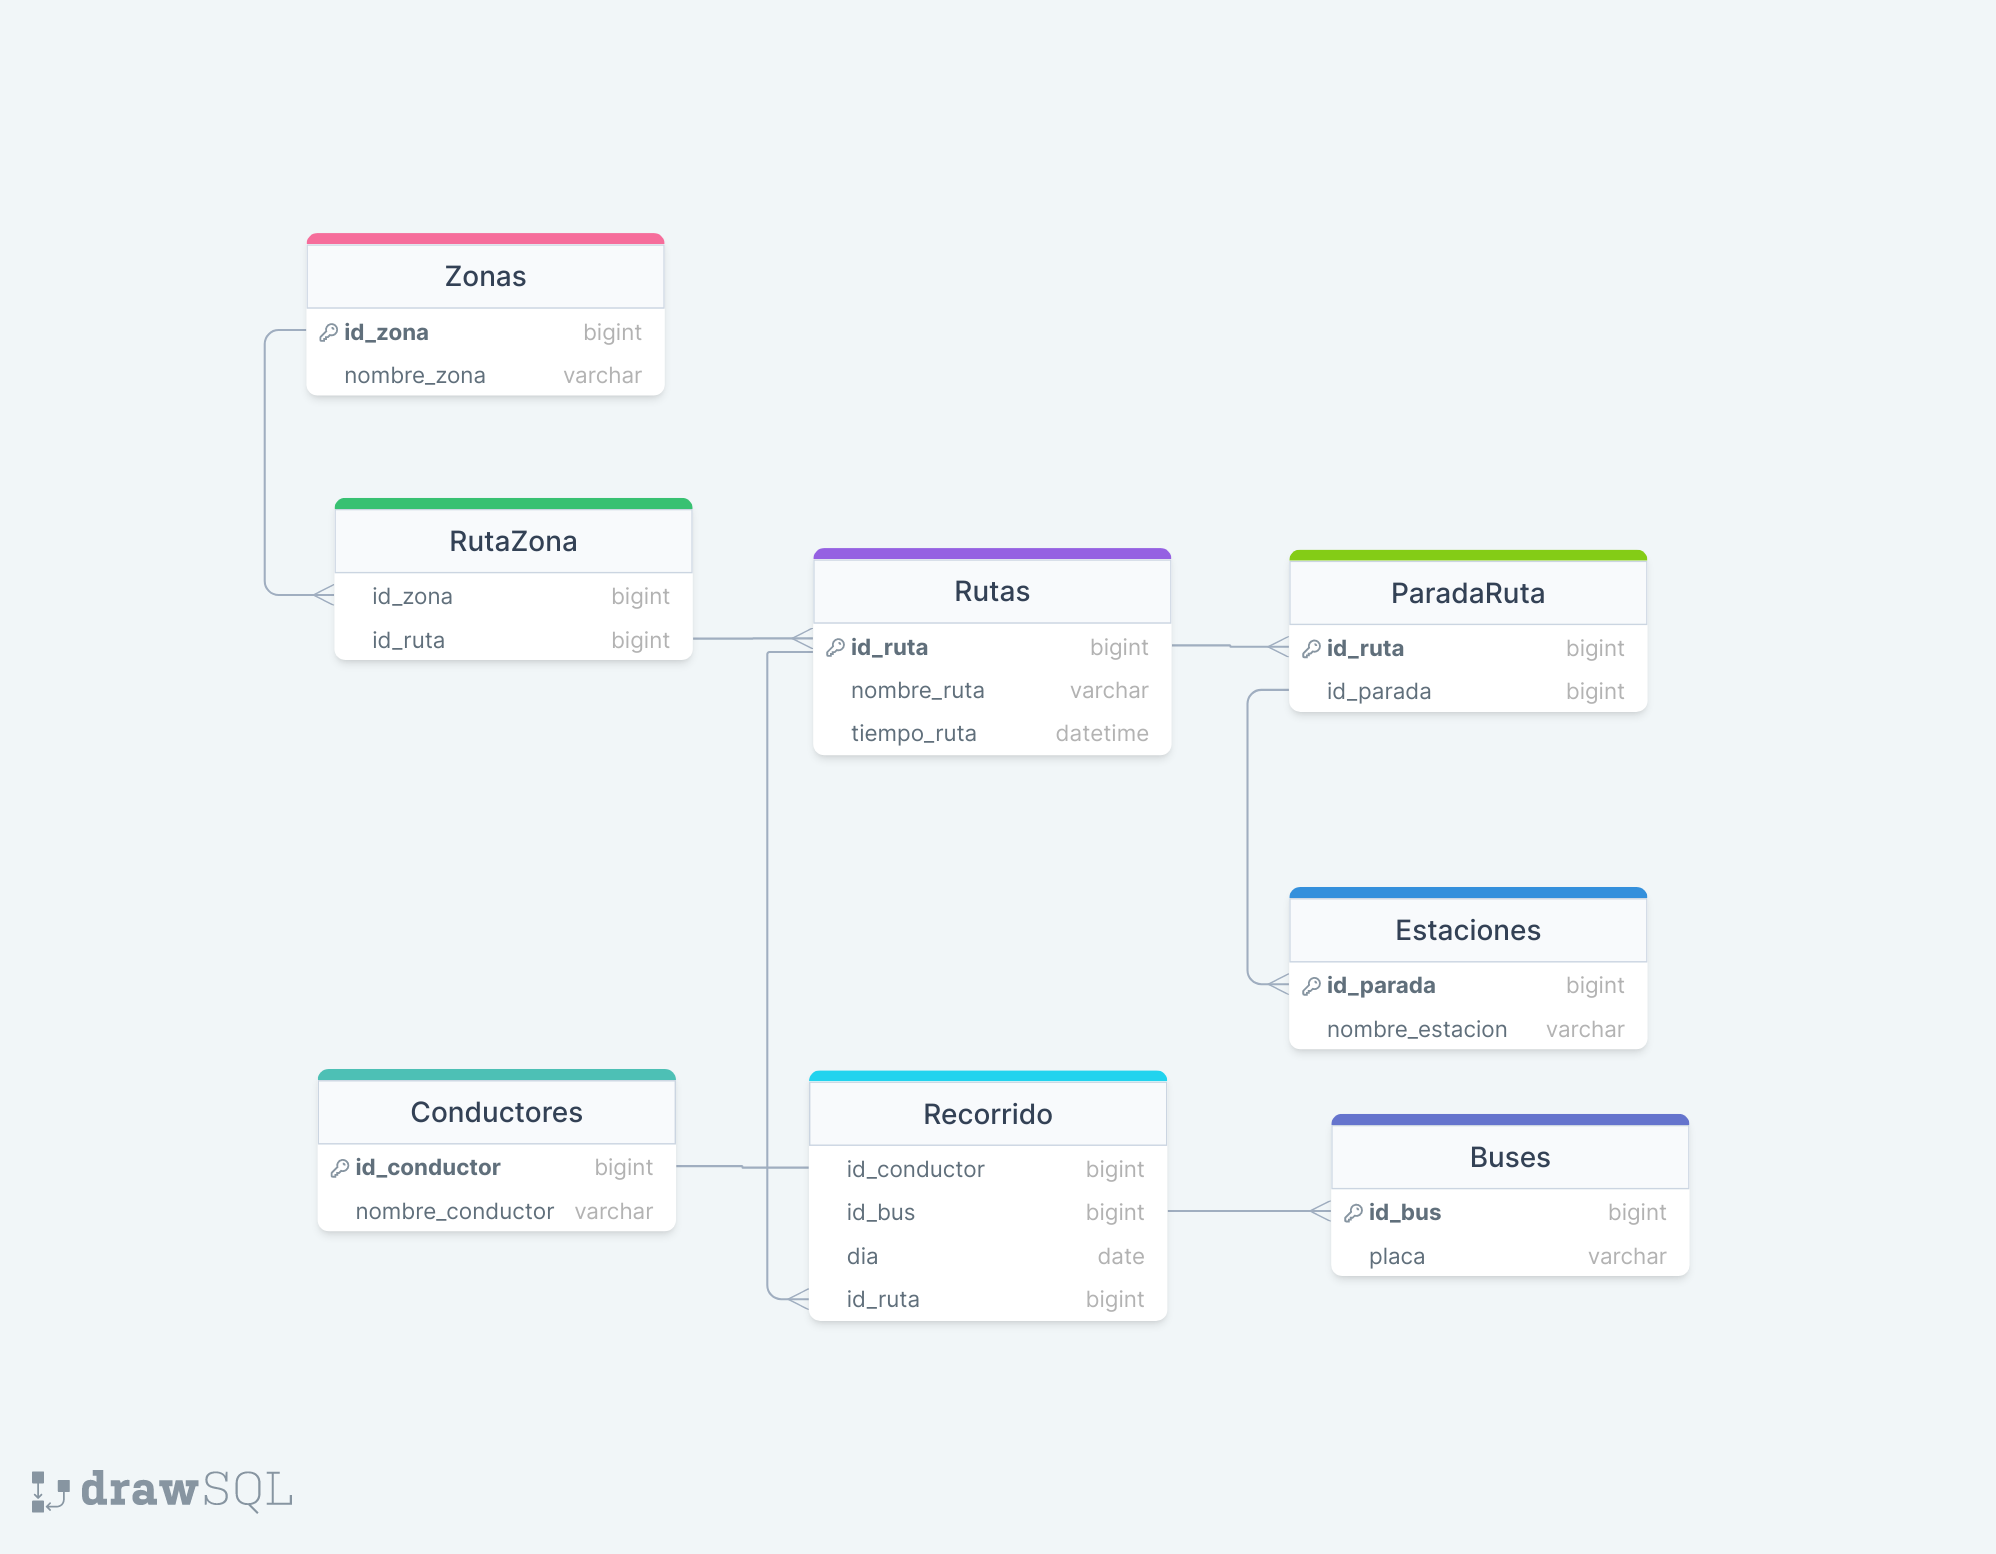 Zonas
id_zona bigint
nombre_zona varchar
RutaZona
id_zona bigint
id_ruta bigint
Rutas
id_ruta bigint
nombre_ruta varchar
tiempo_ruta datetime
ParadaRuta
id_ruta bigint
id_parada bigint
Estaciones
id_parada bigint
nombre_estacion varchar
Conductores
id_conductor bigint
nombre_conductor varchar
Recorrido
id_conductor bigint
id_bus bigint
dia date
id_ruta bigint
Buses
id_bus bigint
placa varchar
drawSQL